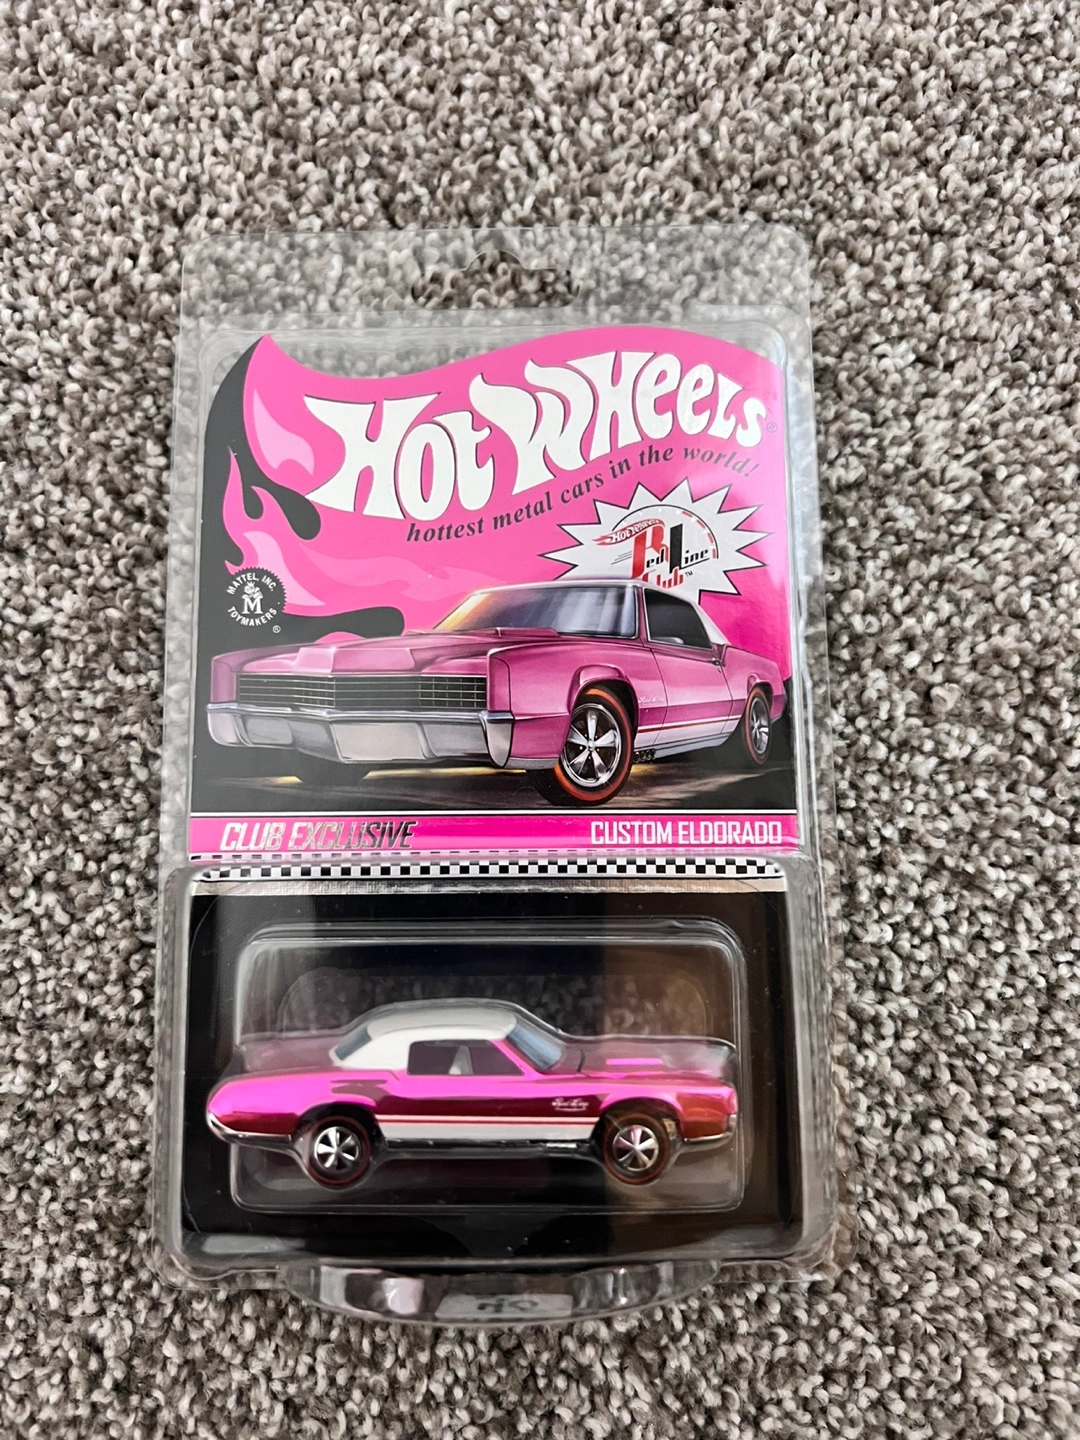 Hot Wheels®
hottest metal cars in the world!
Hot Wheels
Red Line
Club™
MATTEL, INC.
M
TOYMAKERS
®
CLUB EXCLUSIVE
CUSTOM ELDORADO